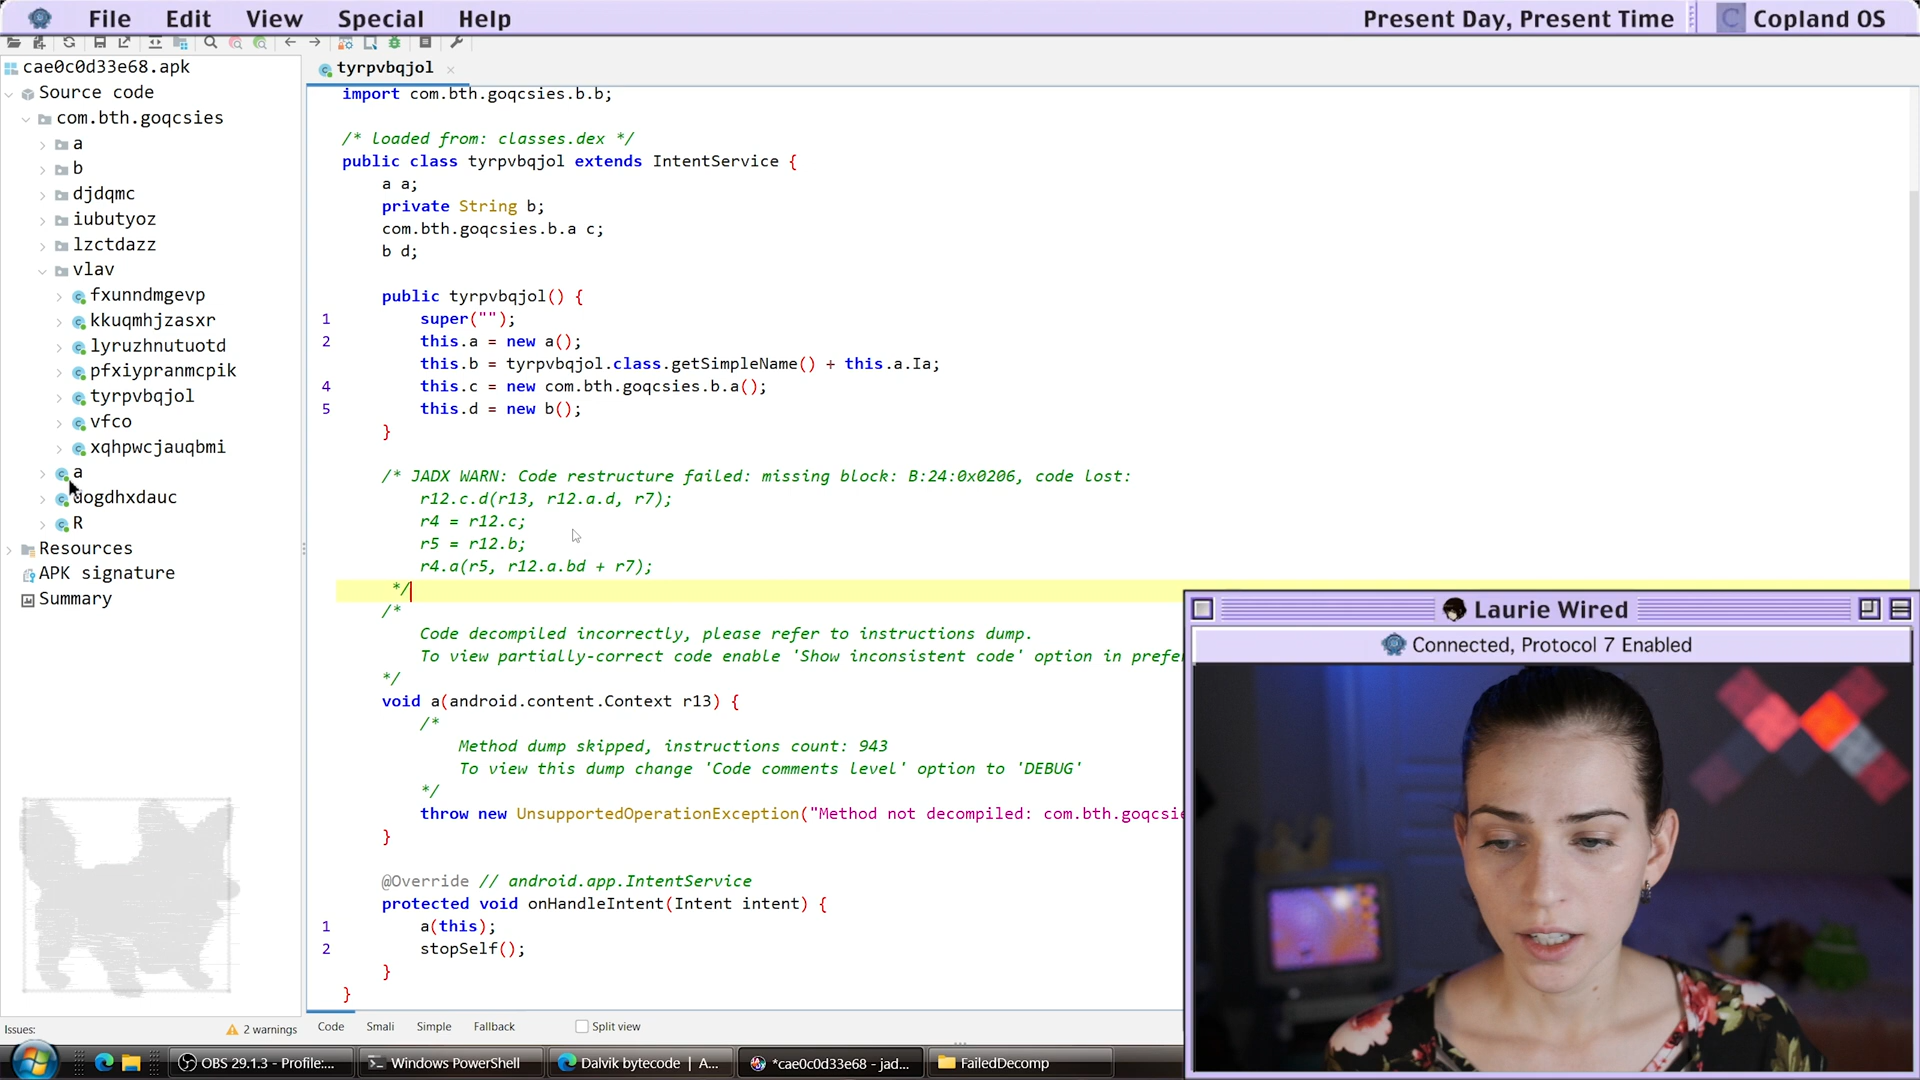 File Edit View Special Help
Present Day, Present Time
Copland OS
cae0c0d33e68.apk
Source code
com.bth.goqcsies
a
b
djdqmc
iubutyoz
lzctdazz
vlav
fxunndmgevp
kkuqmhjzasxr
lyruzhnutuotd
pfxiypranmcpik
tyrpvbqjol
vfco
xqhpwcjauqbmi
a
uogdhxdauc
R
Resources
APK signature
Summary
Issues:
2 warnings
tyrpvbqjol
import com.bth.goqcsies.b.b;
/* loaded from: classes.dex */
public class tyrpvbqjol extends IntentService {
a a;
private String b;
com.bth.goqcsies.b.a c;
b d;
public tyrpvbqjol() {
1 super("");
2 this.a = new a();
this.b = tyrpvbqjol.class.getSimpleName() + this.a.Ia;
4 this.c = new com.bth.goqcsies.b.a();
5 this.d = new b();
}
/* JADX WARN: Code restructure failed: missing block: B:24:0x0206, code lost:
r12.c.d(r13, r12.a.d, r7);
r4 = r12.c;
r5 = r12.b;
r4.a(r5, r12.a.bd + r7);
*/
/*
Code decompiled incorrectly, please refer to instructions dump.
To view partially-correct code enable 'Show inconsistent code' option in prefe
*/
void a(android.content.Context r13) {
/*
Method dump skipped, instructions count: 943
To view this dump change 'Code comments level' option to 'DEBUG'
*/
throw new UnsupportedOperationException("Method not decompiled: com.bth.goqcsie
}
@Override // android.app.IntentService
protected void onHandleIntent(Intent intent) {
1 a(this);
2 stopSelf();
}
}
Code Smali Simple Fallback Split view
Laurie Wired
Connected, Protocol 7 Enabled
OBS 29.1.3 - Profile:...
Windows PowerShell
Dalvik bytecode | A...
*cae0c0d33e68 - jad...
FailedDecomp